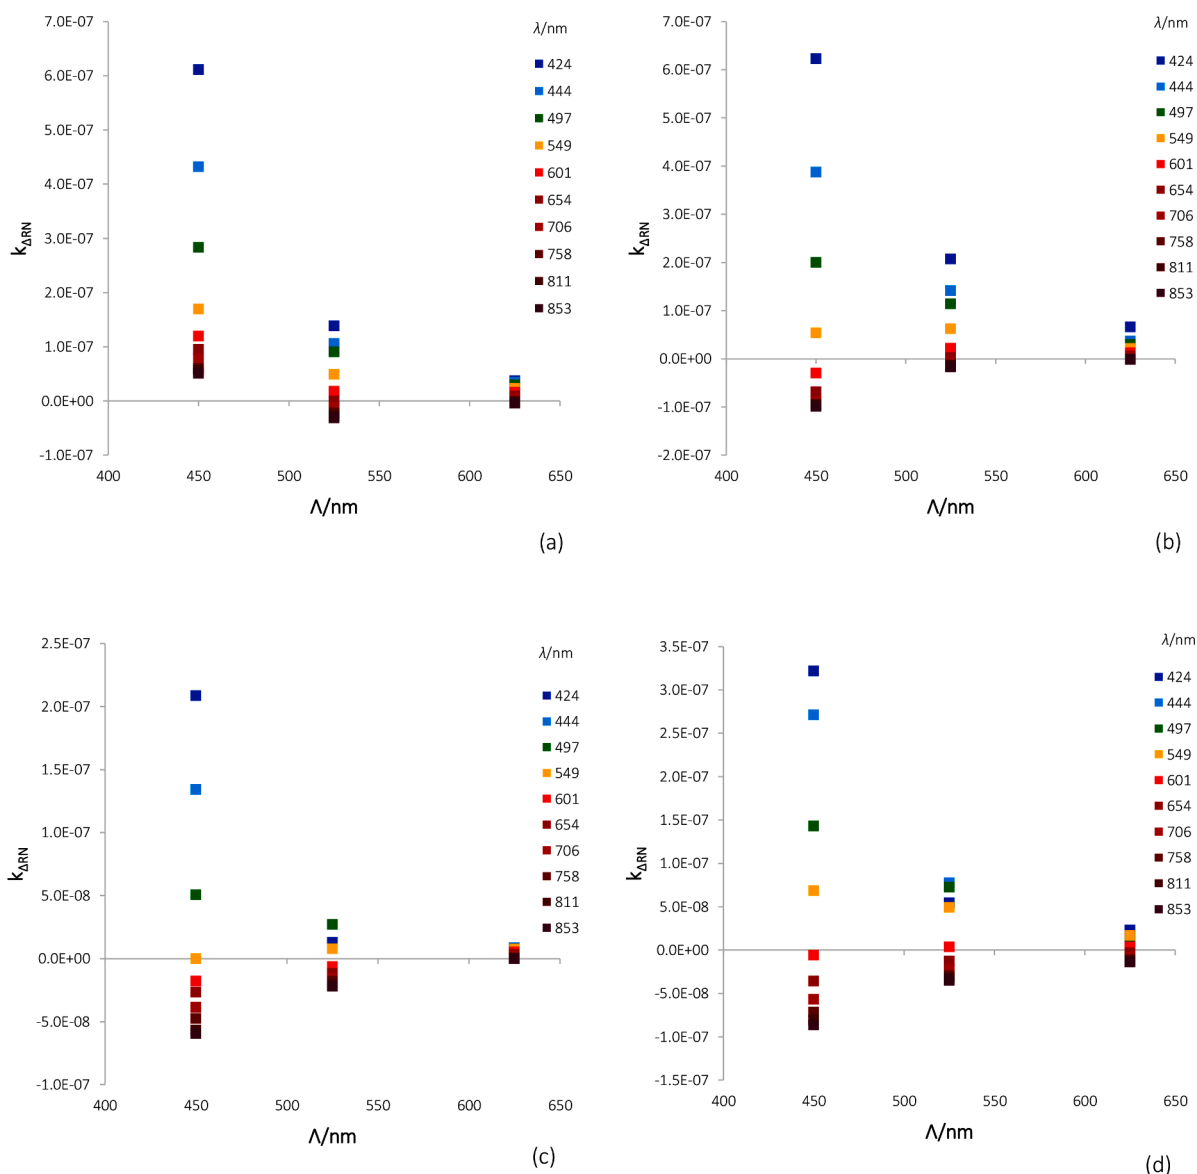 7.0E-07
6.0E-07
5.0E-07
4.0E-07
3.0E-07
2.0E-07
1.0E-07
0.0E+00
-1.0E-07
400 450 500 550 600 650
kΔRN
Λ/nm
λ/nm
424
444
497
549
601
654
706
758
811
853
(a)
7.0E-07
6.0E-07
5.0E-07
4.0E-07
3.0E-07
2.0E-07
1.0E-07
0.0E+00
-1.0E-07
-2.0E-07
400 450 500 550 600 650
kΔRN
Λ/nm
λ/nm
424
444
497
549
601
654
706
758
811
853
(b)
2.5E-07
2.0E-07
1.5E-07
1.0E-07
5.0E-08
0.0E+00
-5.0E-08
-1.0E-07
400 450 500 550 600 650
kΔRN
Λ/nm
λ/nm
424
444
497
549
601
654
706
758
811
853
(c)
3.5E-07
3.0E-07
2.5E-07
2.0E-07
1.5E-07
1.0E-07
5.0E-08
0.0E+00
-5.0E-08
-1.0E-07
-1.5E-07
400 450 500 550 600 650
kΔRN
Λ/nm
λ/nm
424
444
497
549
601
654
706
758
811
853
(d)